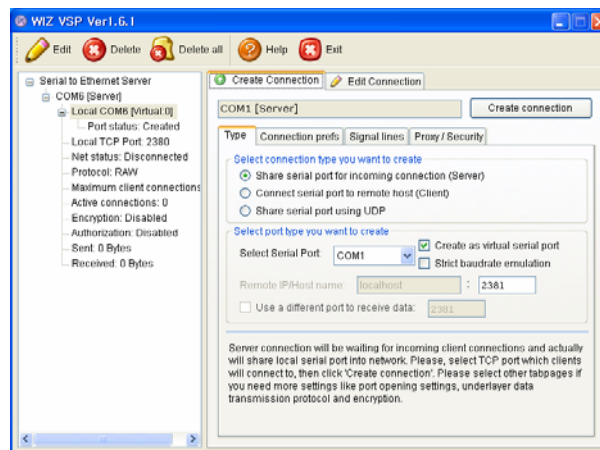 WIZ VSP Ver1.6.1
Edit Delete Delete all Help Exit
Serial to Ethernet Server
COM6 [Server]
Local COM6 [Virtual:0]
Port status: Created
Local TCP Port: 2380
Net status: Disconnected
Protocol: RAW
Maximum client connections
Active connections: 0
Encryption: Disabled
Authorization: Disabled
Sent: 0 Bytes
Received: 0 Bytes
Create Connection Edit Connection
COM1 [Server] Create connection
Type Connection prefs Signal lines Proxy / Security
Select connection type you want to create
Share serial port for incoming connection (Server)
Connect serial port to remote host (Client)
Share serial port using UDP
Select port type you want to create
Select Serial Port: COM1 Create as virtual serial port
Strict baudrate emulation
Remote IP/Host name: localhost : 2381
Use a different port to receive data: 2381
Server connection will be waiting for incoming client connections and actually
will share local serial port into network. Please, select TCP port which clients
will connect to, then click 'Create connection'. Please select other tabpages if
you need more settings like port opening settings, underlayer data
transmission protocol and encryption.